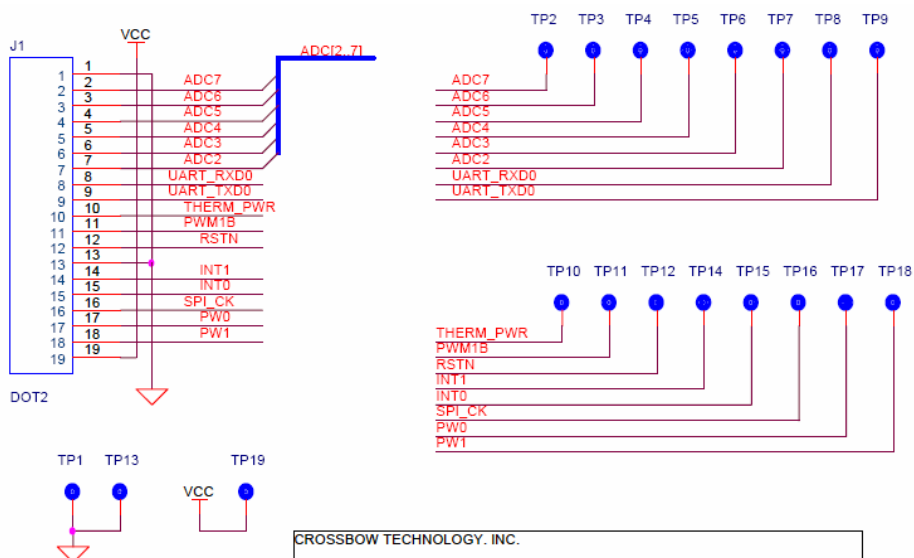 TP2 TP3 TP4 TP5 TP6 TP7 TP8 TP9
J1
VCC
ADC[2..7]
1 1
2 2 ADC7
3 3 ADC6
4 4 ADC5
5 5 ADC4
6 6 ADC3
7 7 ADC2
8 8 UART_RXD0
9 9 UART_TXD0
10 10 THERM_PWR
11 11 PWM1B
12 12 RSTN
13 13
14 14 INT1
15 15 INT0
16 16 SPI_CK
17 17 PW0
18 18 PW1
19 19
DOT2
ADC7
ADC6
ADC5
ADC4
ADC3
ADC2
UART_RXD0
UART_TXD0
TP10 TP11 TP12 TP14 TP15 TP16 TP17 TP18
THERM_PWR
PWM1B
RSTN
INT1
INT0
SPI_CK
PW0
PW1
TP1 TP13 TP19
VCC
CROSSBOW TECHNOLOGY. INC.